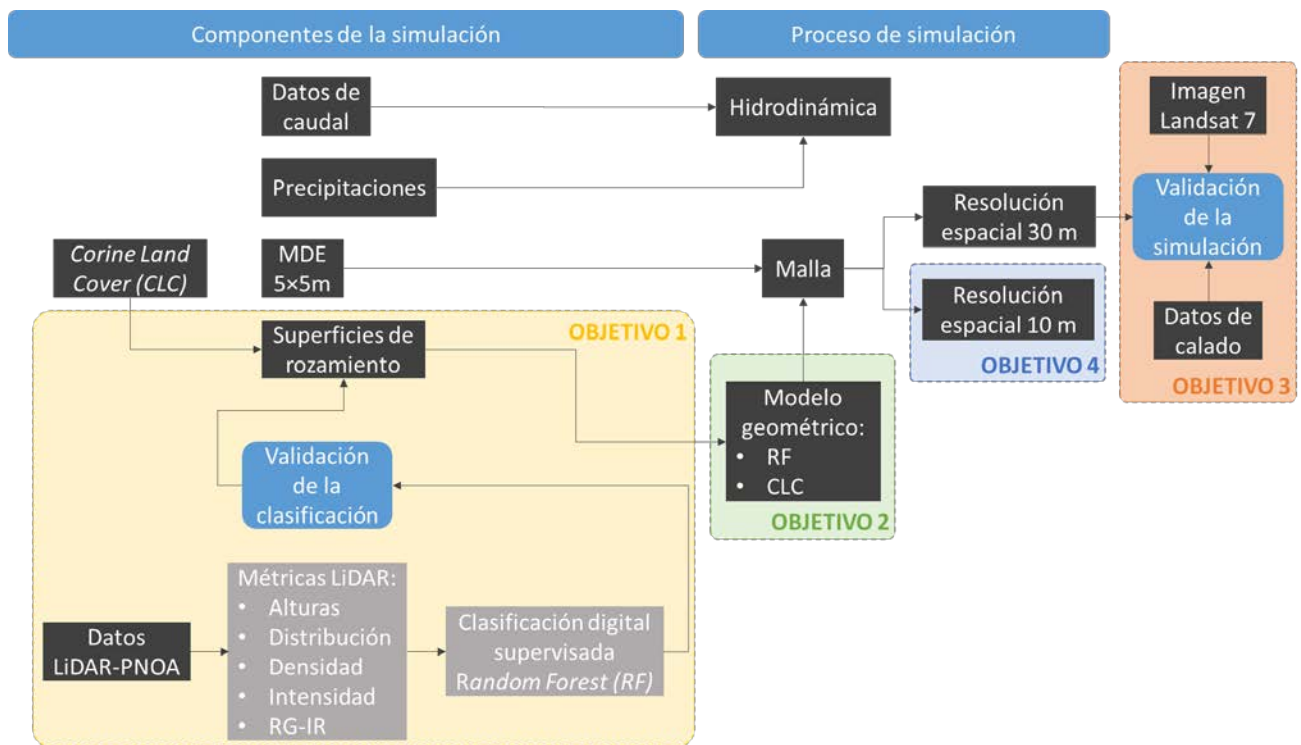 Componentes de la simulación
Proceso de simulación
Datos de
caudal
Hidrodinámica
Imagen
Landsat 7
Precipitaciones
Validación
de la
simulación
Resolución
espacial 30 m
Corine Land
Cover (CLC)
MDE
5×5m
Malla
Resolución
espacial 10 m
OBJETIVO 4
Datos de
calado
OBJETIVO 3
OBJETIVO 1
Superficies de
rozamiento
Modelo
geométrico:
• RF
• CLC
OBJETIVO 2
Validación
de la
clasificación
Datos
LiDAR-PNOA
Métricas LiDAR:
• Alturas
• Distribución
• Densidad
• Intensidad
• RG-IR
Clasificación digital
supervisada
Random Forest (RF)